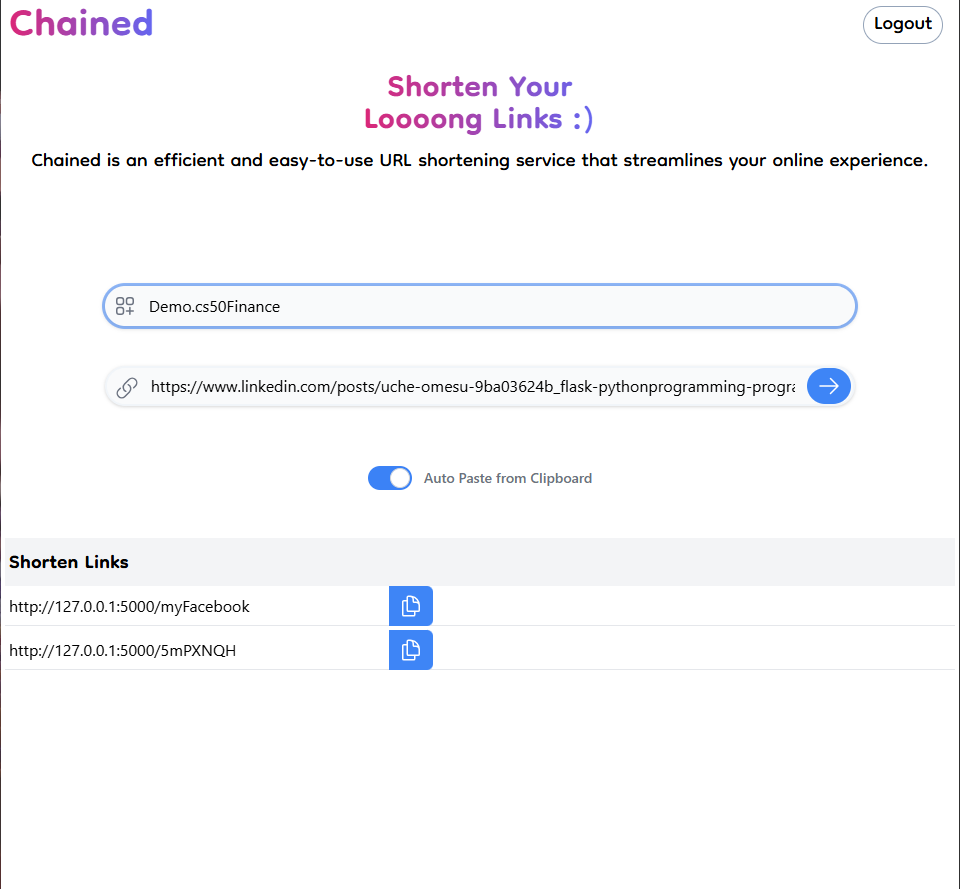 Chained
Logout
Shorten Your
Loooong Links :)
Chained is an efficient and easy-to-use URL shortening service that streamlines your online experience.
Demo.cs50Finance
https://www.linkedin.com/posts/uche-omesu-9ba03624b_flask-pythonprogramming-progra
Auto Paste from Clipboard
Shorten Links
http://127.0.0.1:5000/myFacebook
http://127.0.0.1:5000/5mPXNQH